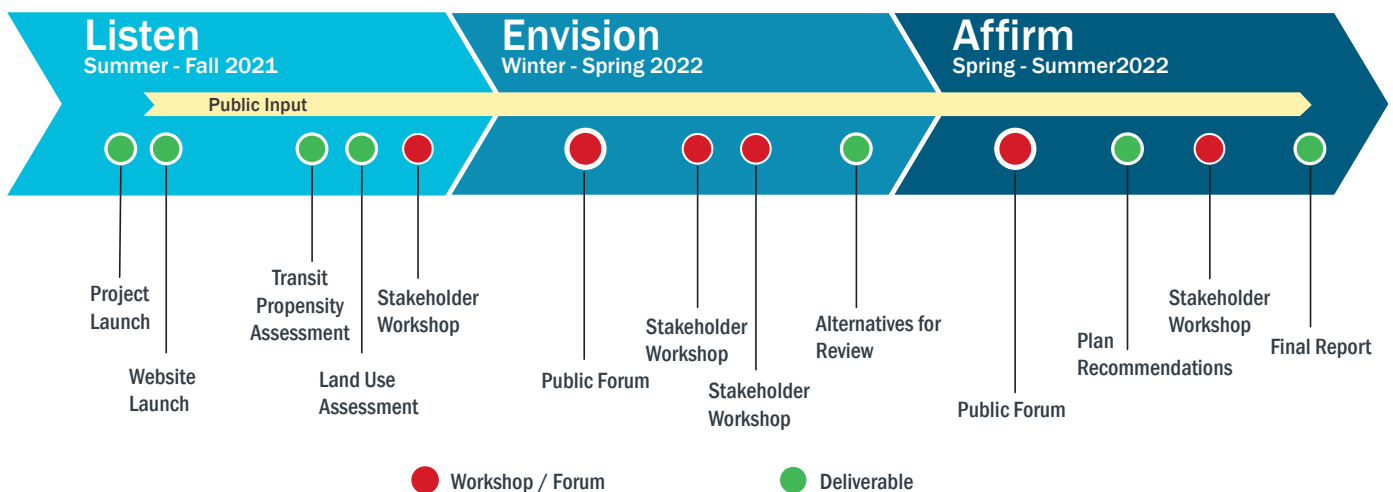 Listen
Summer - Fall 2021
Envision
Winter - Spring 2022
Affirm
Spring - Summer2022
Public Input
Project
Launch
Website
Launch
Transit
Propensity
Assessment
Land Use
Assessment
Stakeholder
Workshop
Public Forum
Stakeholder
Workshop
Stakeholder
Workshop
Alternatives for
Review
Public Forum
Plan
Recommendations
Stakeholder
Workshop
Final Report
Workshop / Forum
Deliverable